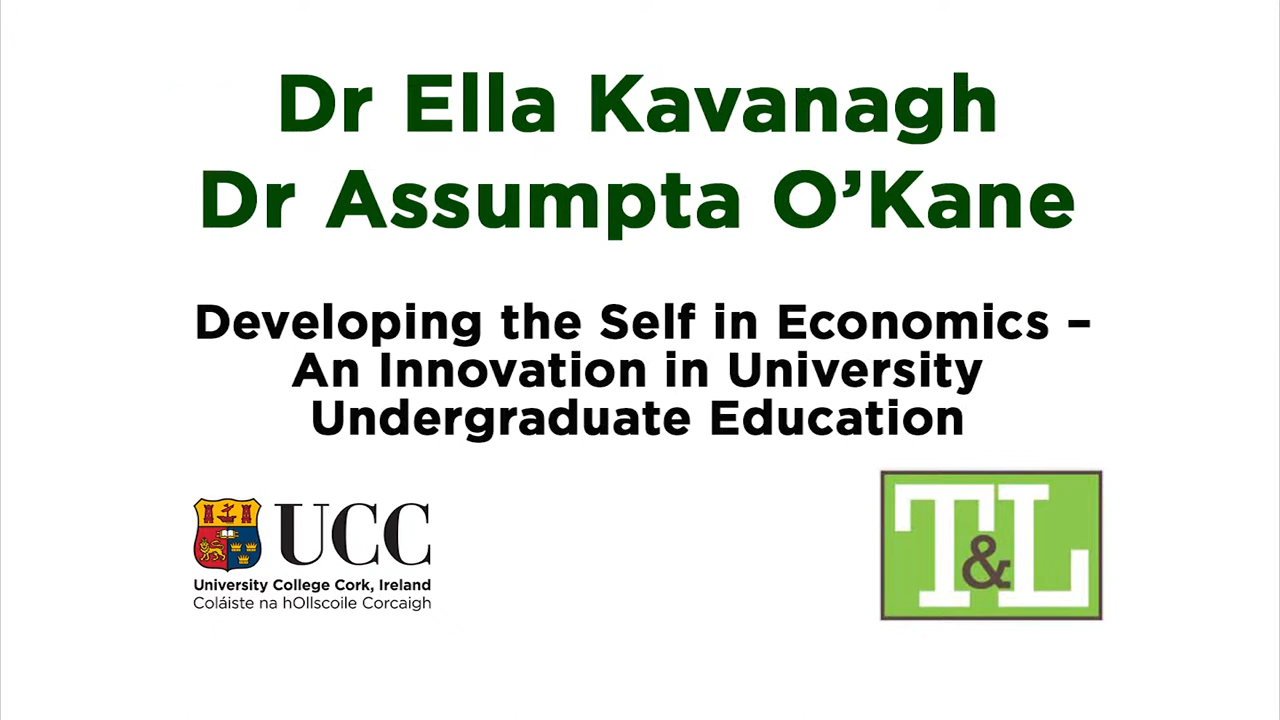 Dr Ella Kavanagh
Dr Assumpta O’Kane
Developing the Self in Economics –
An Innovation in University
Undergraduate Education
UCC
University College Cork, Ireland
Coláiste na hOllscoile Corcaigh
T&L